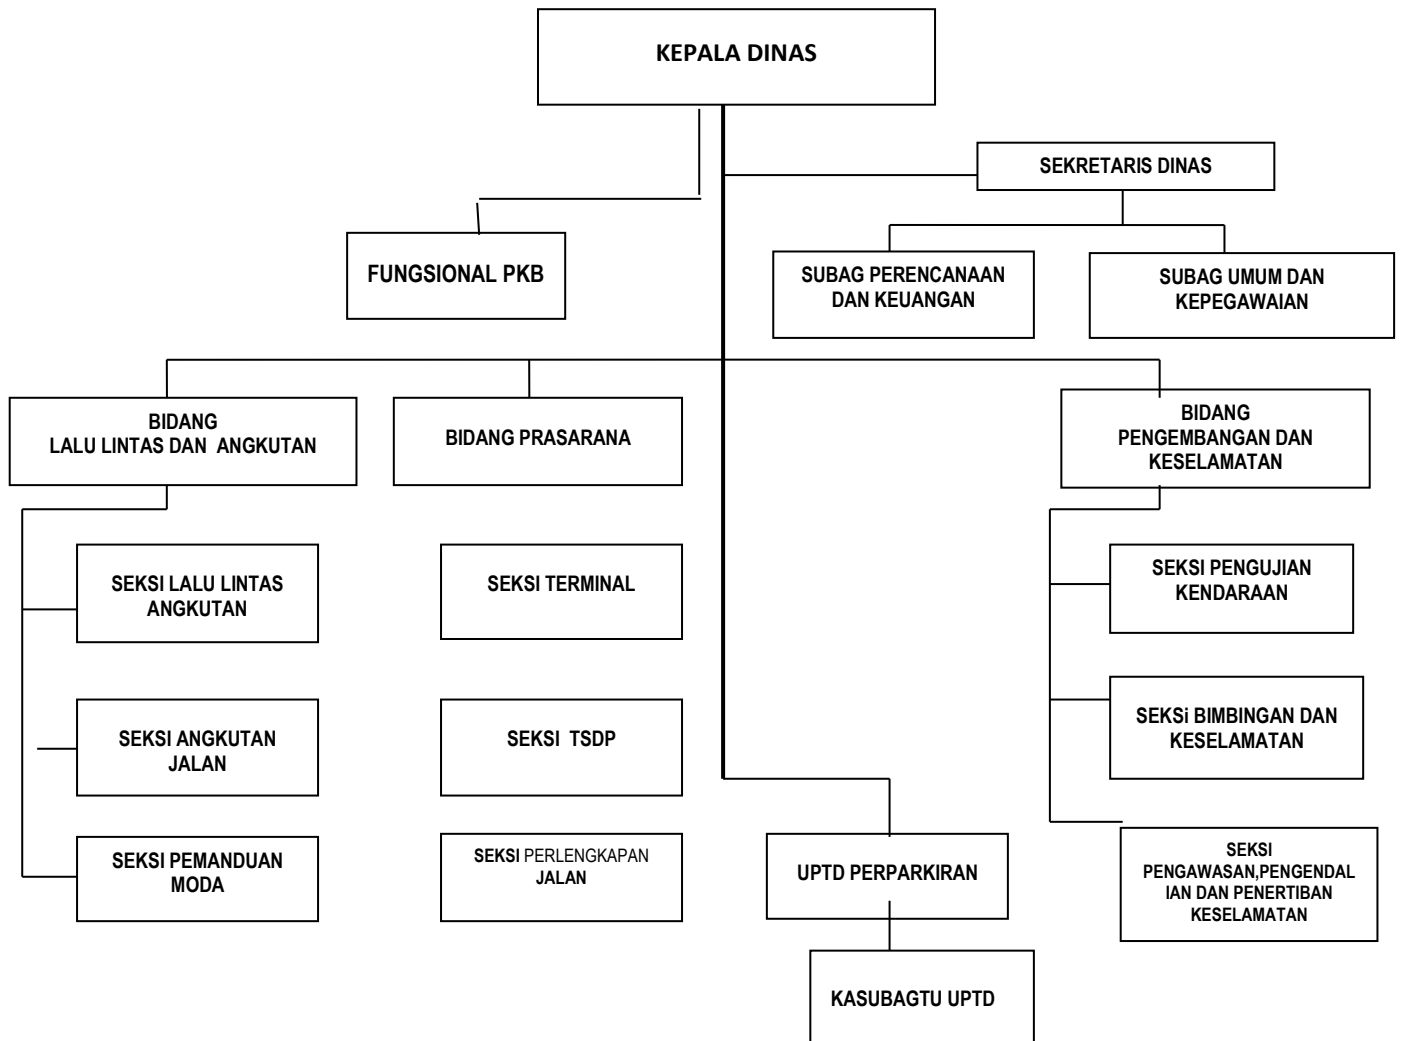 KEPALA DINAS
SEKRETARIS DINAS
FUNGSIONAL PKB
SUBAG PERENCANAAN
DAN KEUANGAN
SUBAG UMUM DAN
KEPEGAWAIAN
BIDANG
LALU LINTAS DAN ANGKUTAN
BIDANG PRASARANA
BIDANG
PENGEMBANGAN DAN
KESELAMATAN
SEKSI LALU LINTAS
ANGKUTAN
SEKSI TERMINAL
SEKSI PENGUJIAN
KENDARAAN
SEKSI ANGKUTAN
JALAN
SEKSI TSDP
SEKSi BIMBINGAN DAN
KESELAMATAN
SEKSI PEMANDUAN
MODA
SEKSI PERLENGKAPAN
JALAN
UPTD PERPARKIRAN
SEKSI
PENGAWASAN,PENGENDAL
IAN DAN PENERTIBAN
KESELAMATAN
KASUBAGTU UPTD